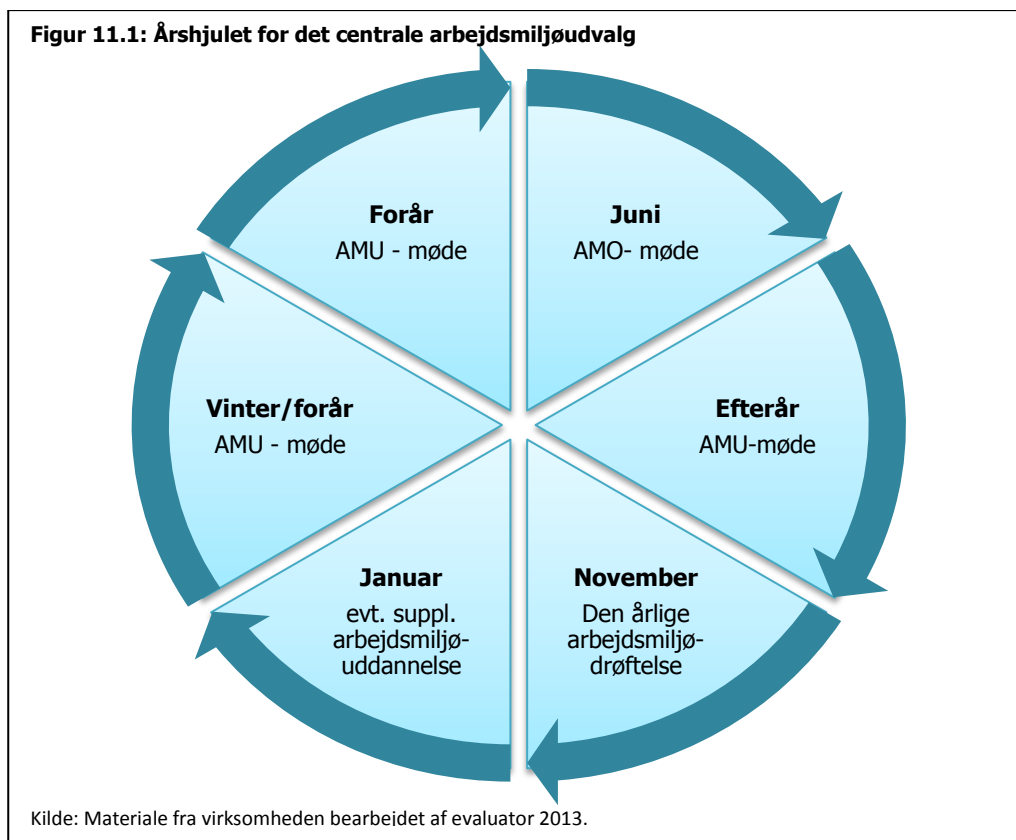 Figur 11.1: Årshjulet for det centrale arbejdsmiljøudvalg
Forår
AMU - møde
Juni
AMO- møde
Efterår
AMU-møde
November
Den årlige
arbejdsmiljø-
drøftelse
Januar
evt. suppl.
arbejdsmiljø-
uddannelse
Vinter/forår
AMU - møde
Kilde: Materiale fra virksomheden bearbejdet af evaluator 2013.